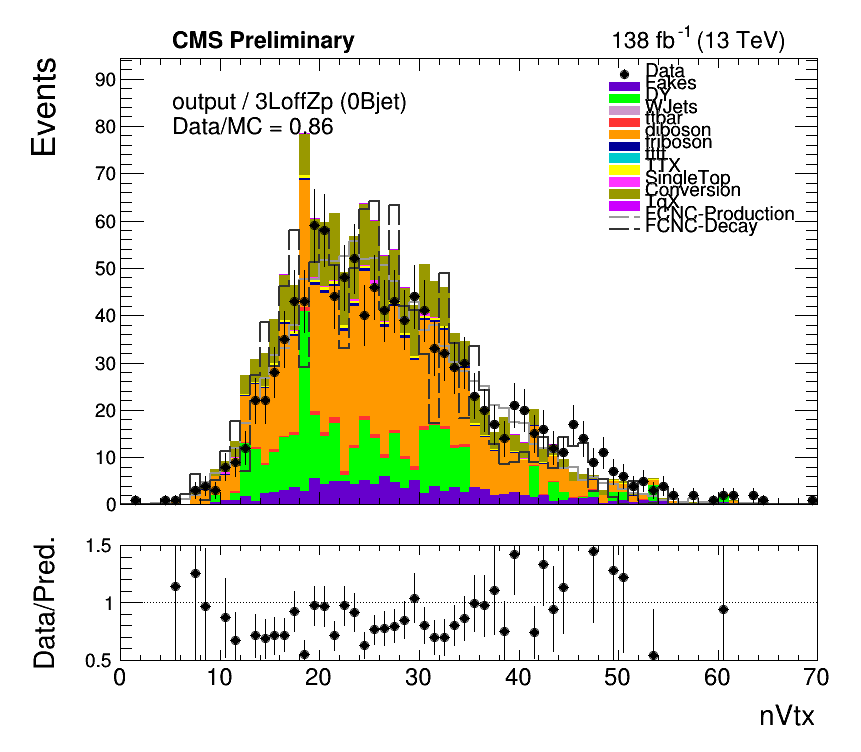 CMS Preliminary
138 fb-1 (13 TeV)
Events
90
80
70
60
50
40
30
20
10
0
output / 3LoffZp (0Bjet)
Data/MC = 0.86
Data
Fakes
DY
WJets
ttbar
diboson
triboson
tttt
TTX
SingleTop
Conversion
TqX
FCNC-Production
FCNC-Decay
Data/Pred.
1.5
1
0.5
0 10 20 30 40 50 60 70
nVtx